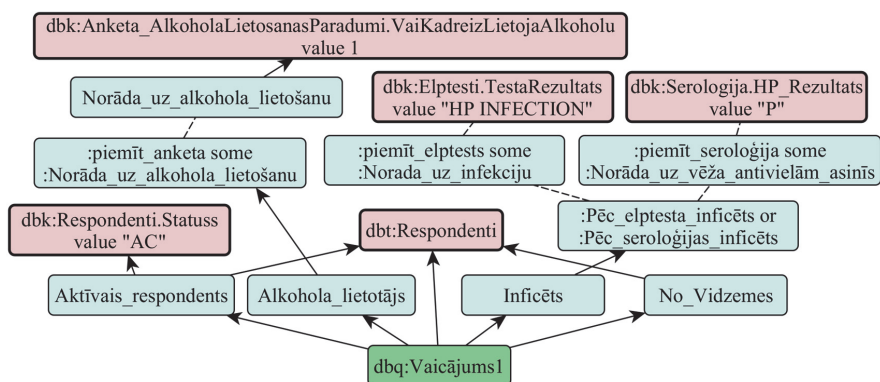 dbk:Anketa_AlkoholaLietosanasParadumi.VaiKadreizLietojaAlkoholu
value 1
Norāda_uz_alkohola_lietošanu
dbk:Elptesti.TestaRezultats
value "HP INFECTION"
dbk:Serologija.HP_Rezultats
value "P"
:piemīt_anketa some
:Norāda_uz_alkohola_lietošanu
:piemīt_elptests some
:Norada_uz_infekciju
:piemīt_seroloģija some
:Norāda_uz_vēža_antivielām_asinīs
dbk:Respondenti.Statuss
value "AC"
dbt:Respondenti
:Pēc_elptesta_inficēts or
:Pēc_seroloģijas_inficēts
Aktīvais_respondents
Alkohola_lietotājs
Inficēts
No_Vidzemes
dbq:Vaicājums1